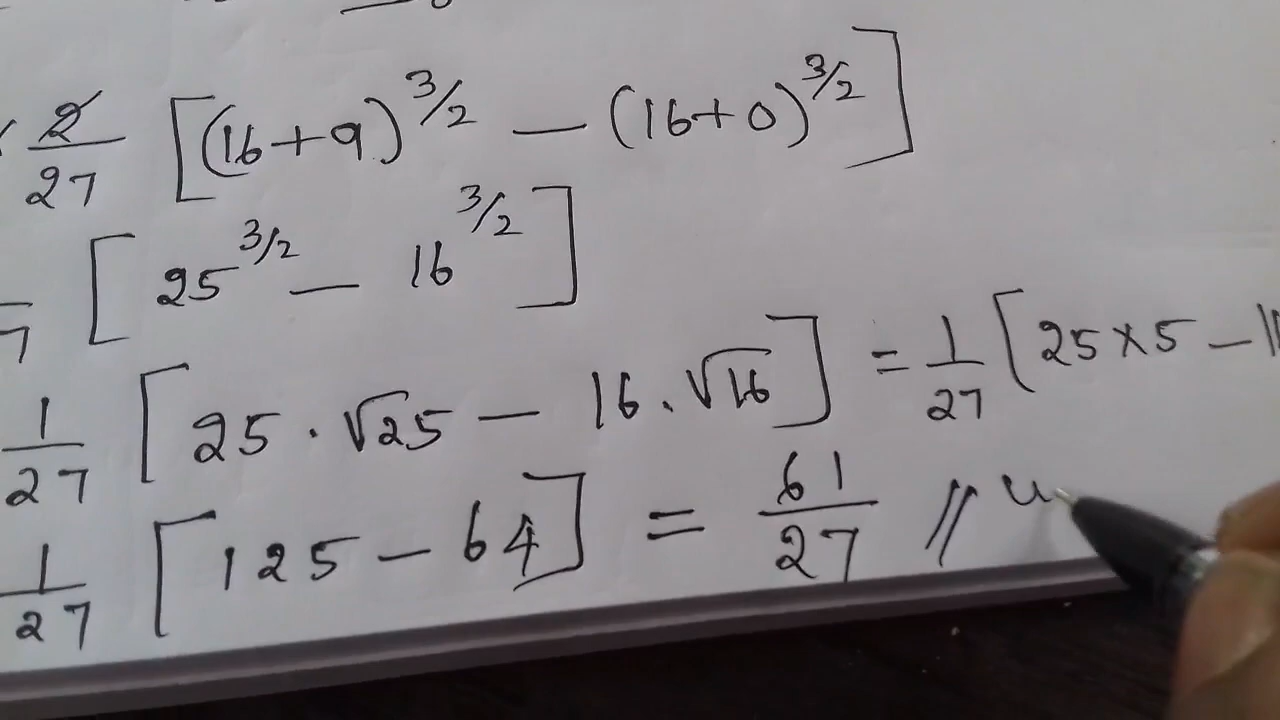 2/27 [(16+9)^3/2 — (16+0)^3/2]
7 [25^3/2 — 16^3/2]
1/27 [25 · √25 — 16 . √16] = 1/27 [25×5 —
1/27 [125 — 64] = 61/27 // u